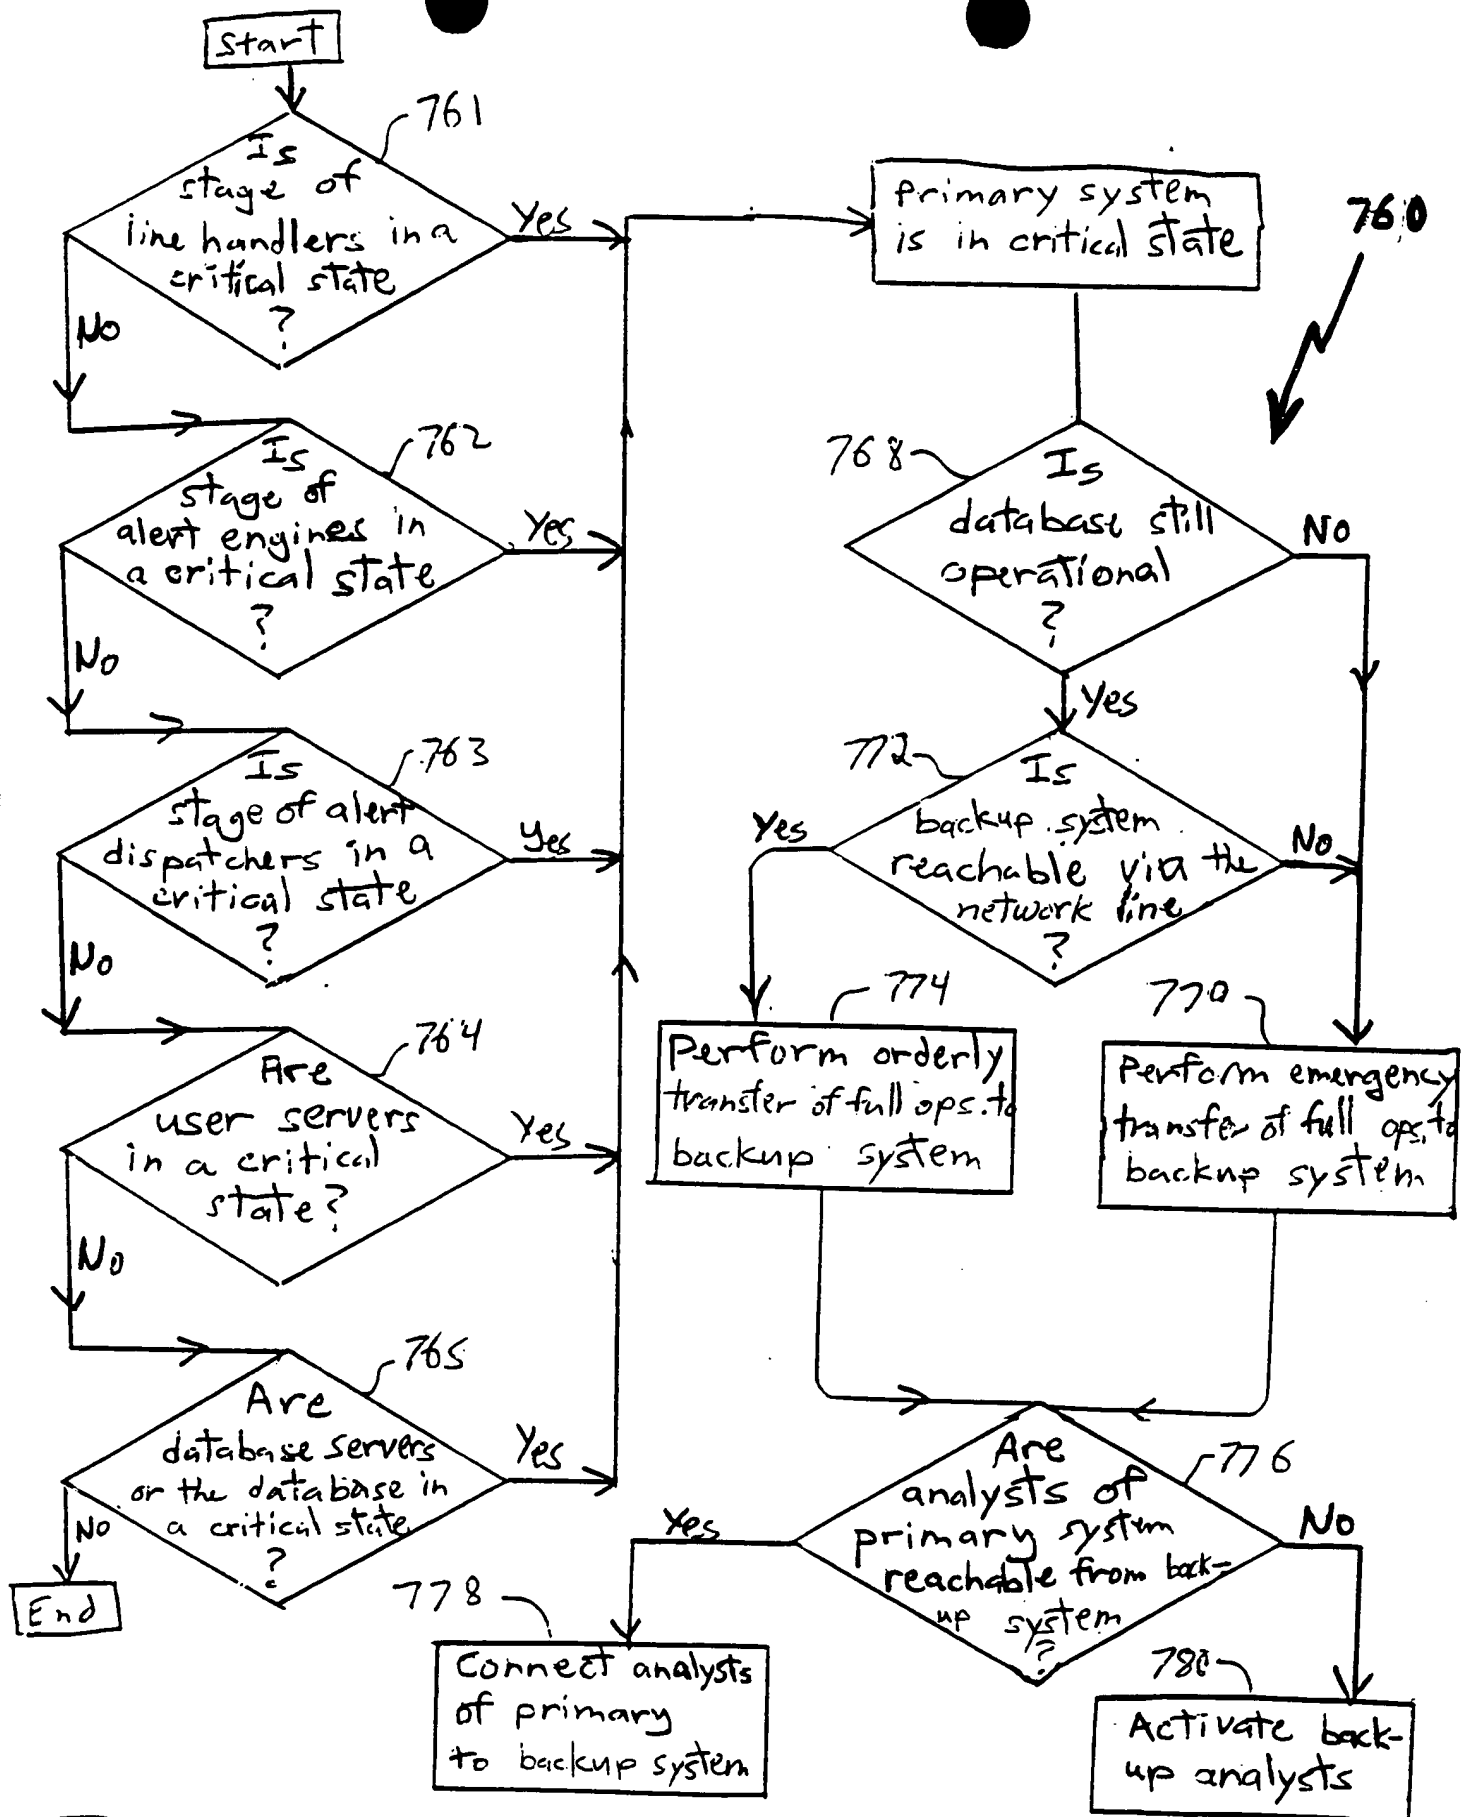 Start
761
Is
stage of
line handlers in a
critical state
?
Yes
No
762
Is
stage of
alert engines in
a critical state
?
Yes
No
763
Is
stage of alert
dispatchers in a
critical state
?
Yes
No
764
Are
user servers
in a critical
state?
Yes
No
765
Are
database servers
or the database in
a critical state
?
Yes
No
End
Primary system
is in critical state
760
768
Is
database still
operational
?
No
Yes
772
Is
backup system
reachable via the
network line
?
Yes
No
774
Perform orderly
transfer of full ops. to
backup system
770
Perform emergency
transfer of full ops. to
backup system
776
Are
analysts of
primary system
reachable from back-
up system
?
Yes
No
778
Connect analysts
of primary
to backup system
780
Activate back-
up analysts